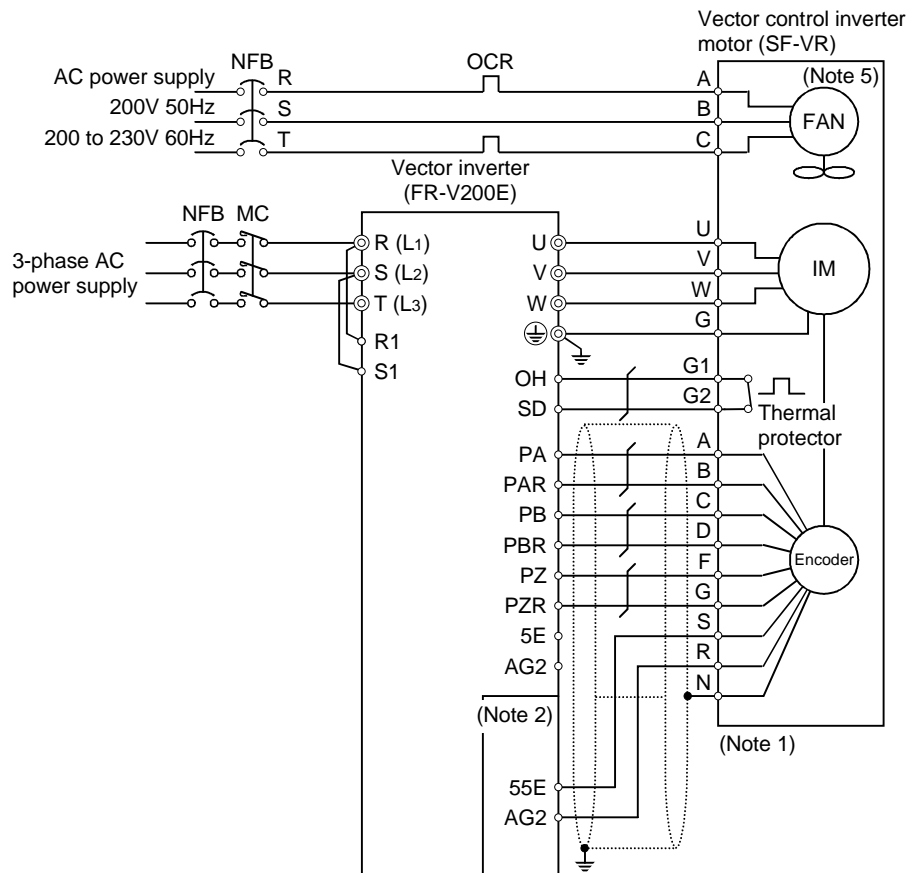 Vector control inverter
motor (SF-VR)
NFB
OCR
AC power supply
R
A
(Note 5)
200V 50Hz
S
B
FAN
200 to 230V 60Hz
T
C
Vector inverter
(FR-V200E)
NFB MC
3-phase AC
power supply
R (L1)
U
U
IM
S (L2)
V
V
T (L3)
W
W
G
R1
S1
OH
G1
SD
G2
Thermal
protector
PA
A
PAR
B
PB
C
PBR
D
Encoder
PZ
F
PZR
G
5E
S
AG2
R
N
(Note 2)
(Note 1)
55E
AG2